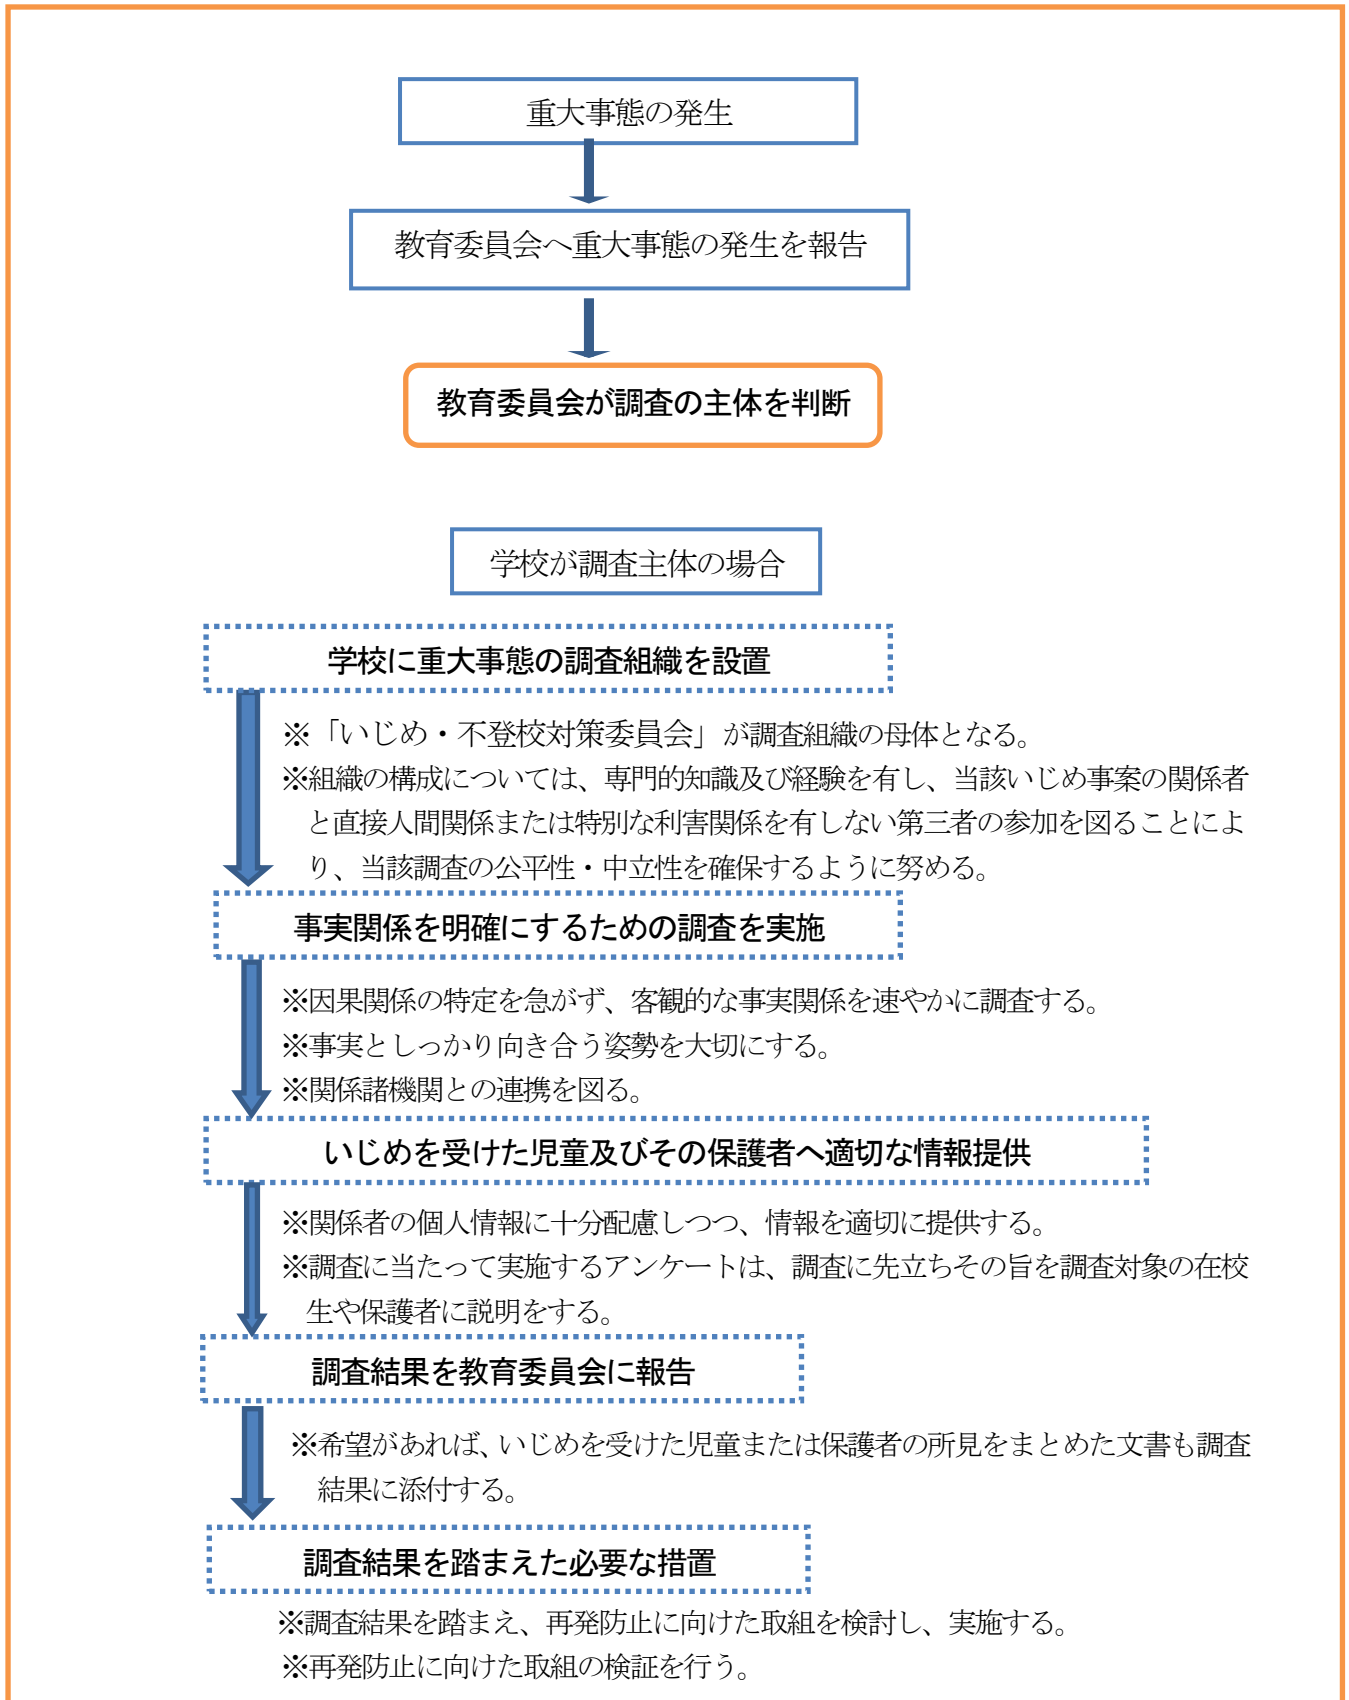 重大事態の発生
教育委員会へ重大事態の発生を報告
教育委員会が調査の主体を判断
学校が調査主体の場合
学校に重大事態の調査組織を設置
※「いじめ・不登校対策委員会」が調査組織の母体となる。
※組織の構成については、専門的知識及び経験を有し、当該いじめ事案の関係者
と直接人間関係または特別な利害関係を有しない第三者の参加を図ることによ
り、当該調査の公平性・中立性を確保するように努める。
事実関係を明確にするための調査を実施
※因果関係の特定を急がず、客観的な事実関係を速やかに調査する。
※事実としっかり向き合う姿勢を大切にする。
※関係諸機関との連携を図る。
いじめを受けた児童及びその保護者へ適切な情報提供
※関係者の個人情報に十分配慮しつつ、情報を適切に提供する。
※調査に当たって実施するアンケートは、調査に先立ちその旨を調査対象の在校
生や保護者に説明をする。
調査結果を教育委員会に報告
※希望があれば、いじめを受けた児童または保護者の所見をまとめた文書も調査
結果に添付する。
調査結果を踏まえた必要な措置
※調査結果を踏まえ、再発防止に向けた取組を検討し、実施する。
※再発防止に向けた取組の検証を行う。